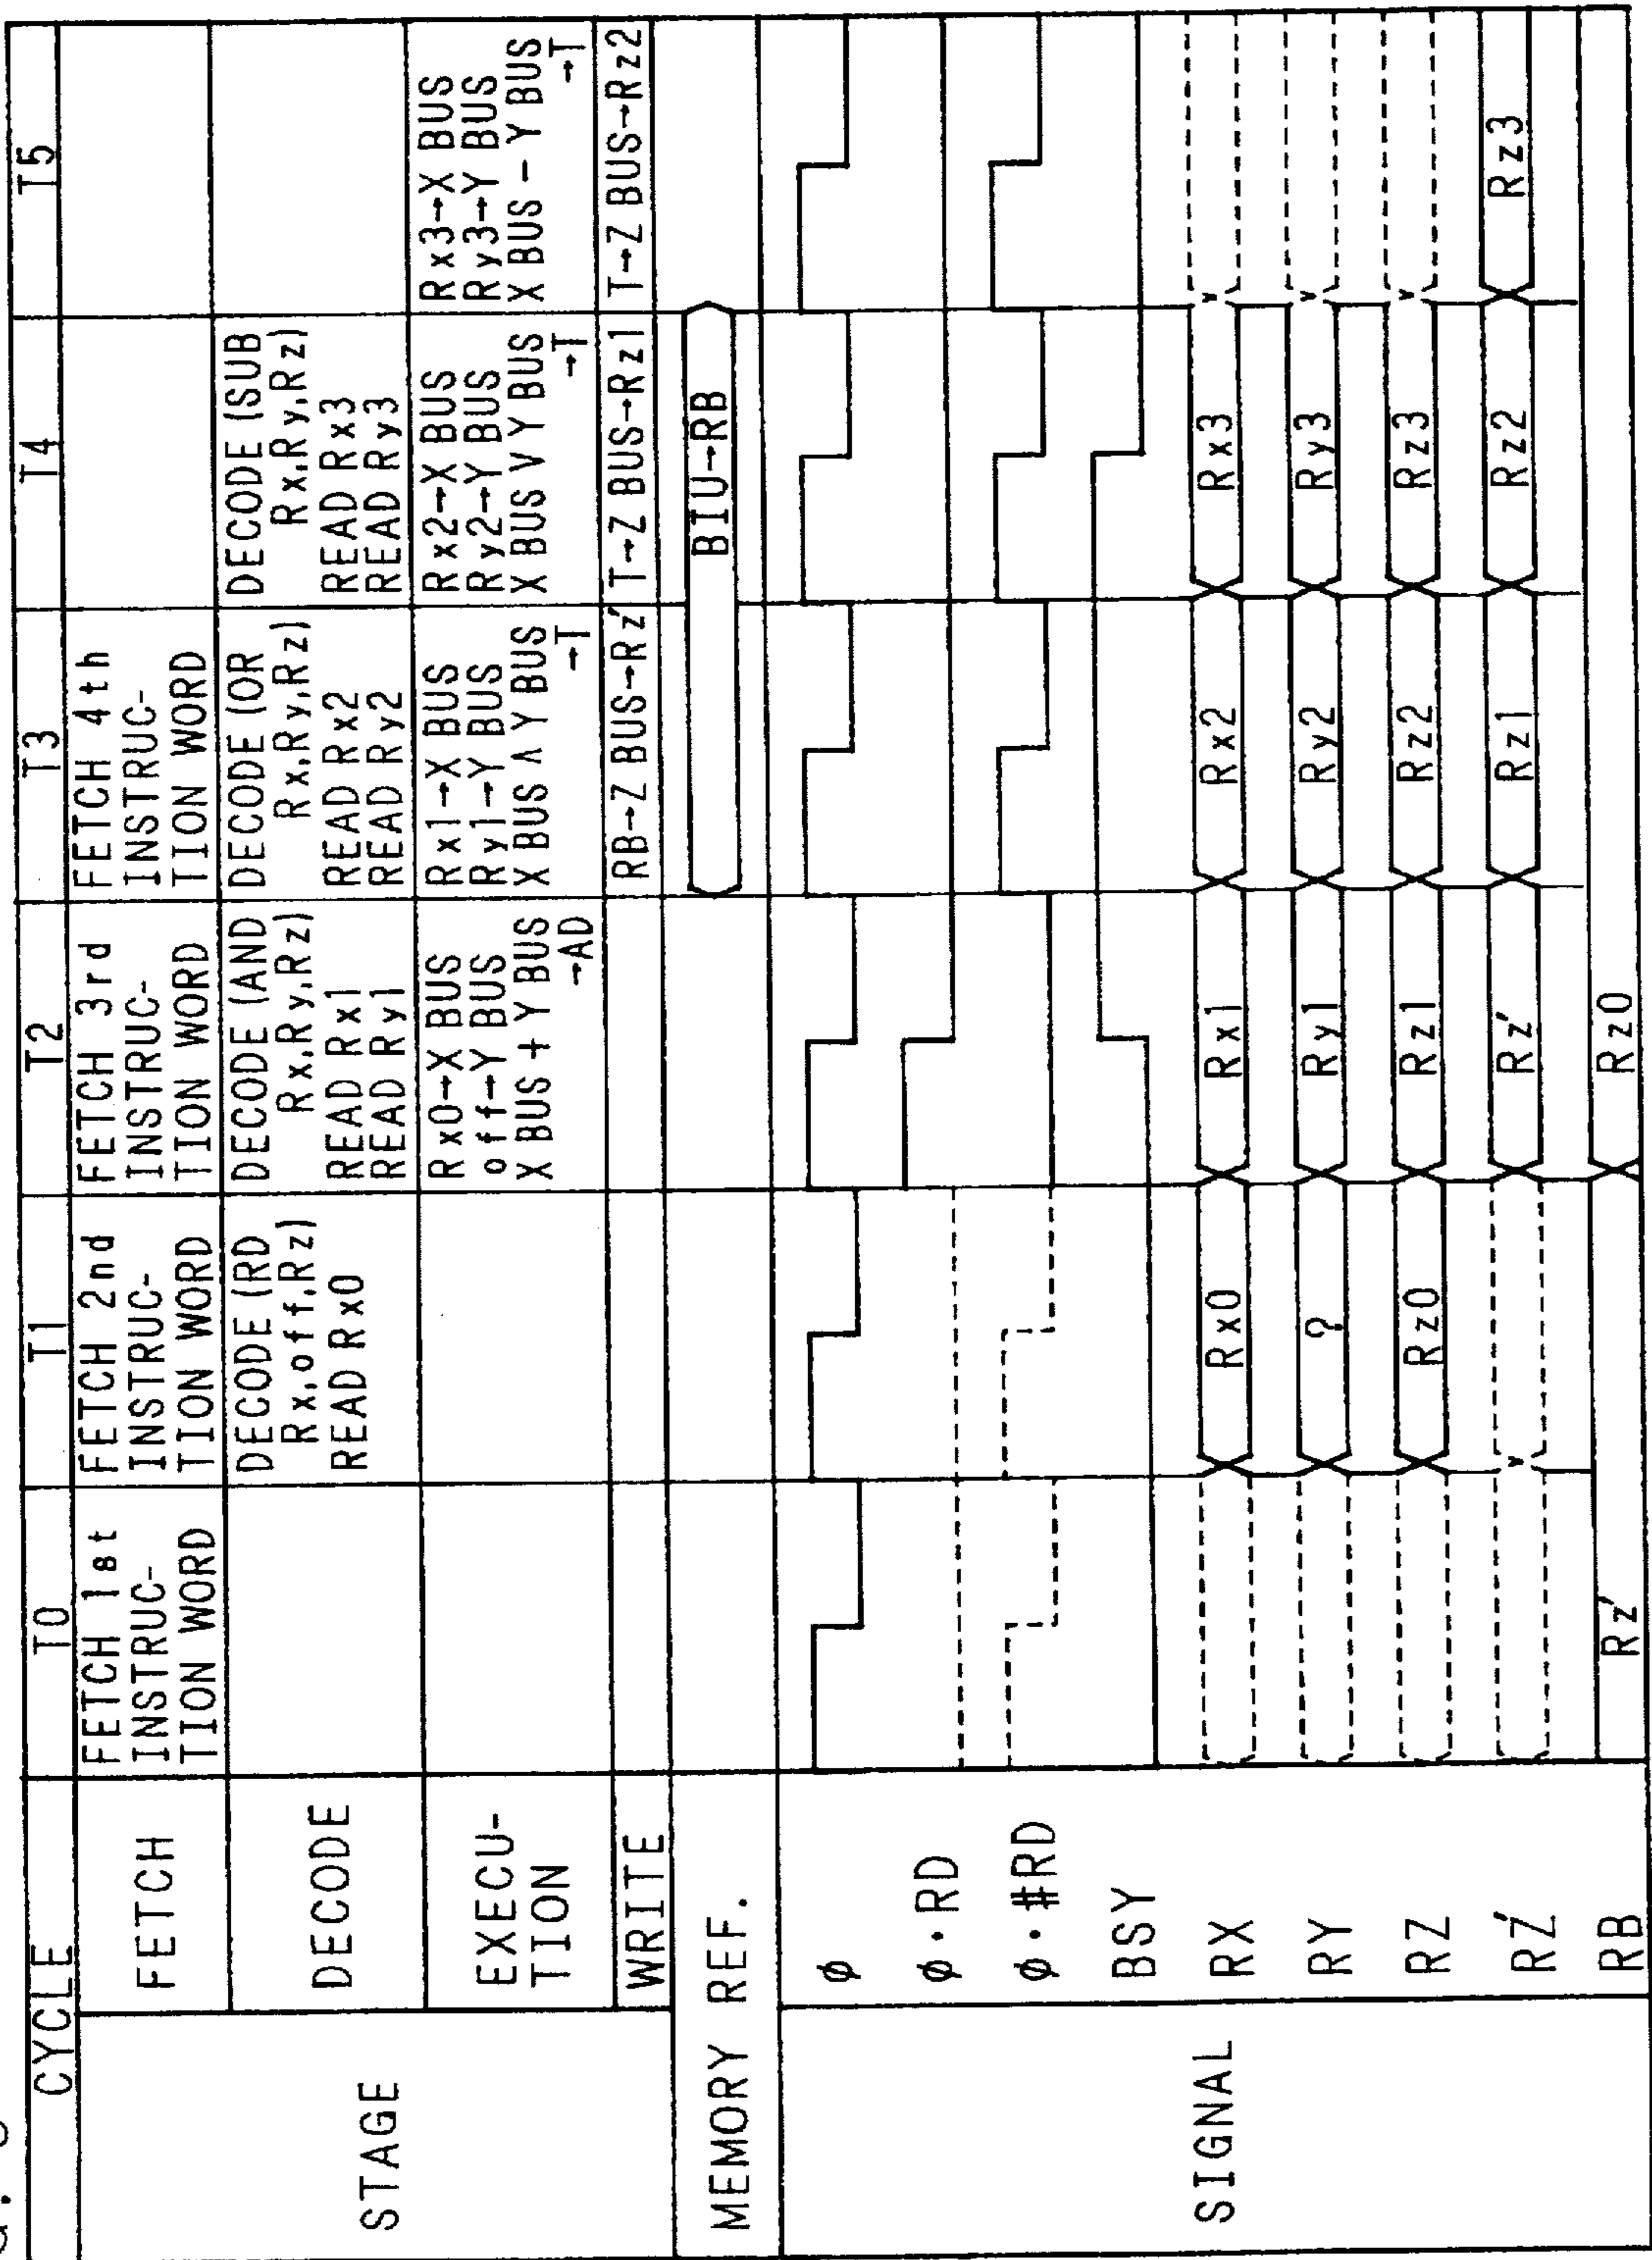 CYCLE
T0
T1
T2
T3
T4
T5
STAGE
FETCH
FETCH 1st
INSTRUC-
TION WORD
FETCH 2nd
INSTRUC-
TION WORD
FETCH 3rd
INSTRUC-
TION WORD
FETCH 4th
INSTRUC-
TION WORD
DECODE
DECODE (RD
Rx,off,Rz)
READ Rx0
DECODE (AND
Rx,Ry,Rz)
READ Rx1
READ Ry1
DECODE (OR
Rx,Ry,Rz)
READ Rx2
READ Ry2
DECODE (SUB
Rx,Ry,Rz)
READ Rx3
READ Ry3
EXECU-
TION
Rx0→X BUS
off→Y BUS
X BUS + Y BUS
→AD
Rx1→X BUS
Ry1→Y BUS
X BUS ∧ Y BUS
→T
Rx2→X BUS
Ry2→Y BUS
X BUS ∨ Y BUS
→T
Rx3→X BUS
Ry3→Y BUS
X BUS - Y BUS
→T
WRITE
RB→Z BUS→Rz'
T→Z BUS→Rz1
T→Z BUS→Rz2
MEMORY REF.
BIU→RB
SIGNAL
φ
φ·RD
φ·#RD
BSY
RX
Rx0
Rx1
Rx2
Rx3
RY
?
Ry1
Ry2
Ry3
RZ
Rz0
Rz1
Rz2
Rz3
RZ'
Rz'
Rz1
Rz2
Rz3
RB
Rz'
Rz0